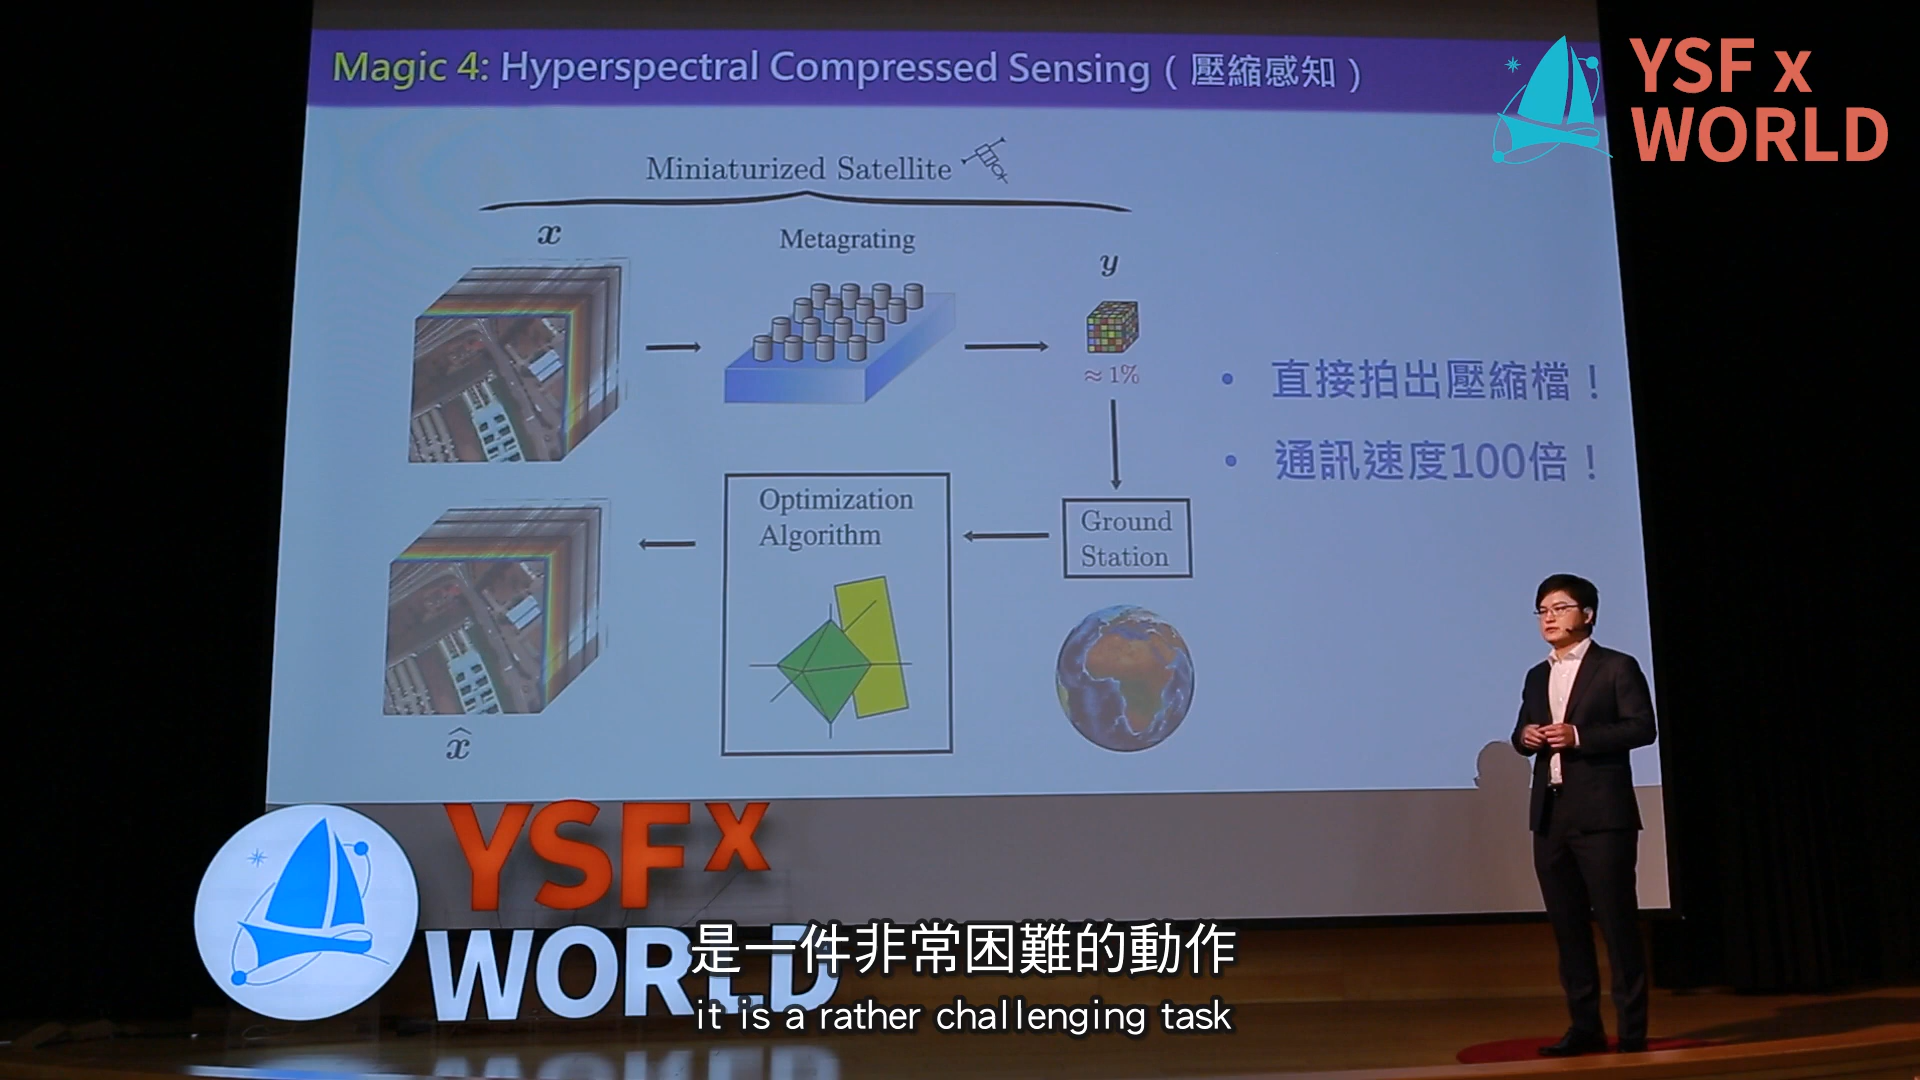 Magic 4: Hyperspectral Compressed Sensing（壓縮感知）
YSF x
WORLD
Miniaturized Satellite
x
Metagrating
y
≈ 1%
• 直接拍出壓縮檔！
• 通訊速度100倍！
Optimization
Algorithm
Ground
Station
x̂
YSF x
WORLD
是一件非常困難的動作
it is a rather challenging task